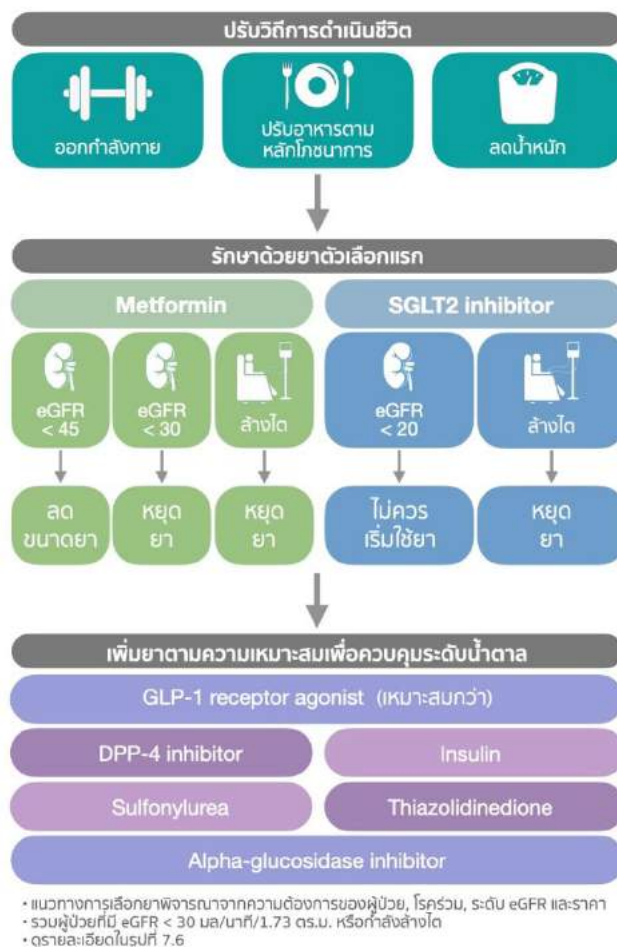 ปรับวิถีการดำเนินชีวิต
ออกกำลังกาย
ปรับอาหารตาม
หลักโภชนาการ
ลดน้ำหนัก
รักษาด้วยยาตัวเลือกแรก
Metformin
SGLT2 inhibitor
eGFR
< 45
eGFR
< 30
ล้างไต
eGFR
< 20
ล้างไต
ลด
ขนาดยา
หยุด
ยา
หยุด
ยา
ไม่ควร
เริ่มใช้ยา
หยุด
ยา
เพิ่มยาตามความเหมาะสมเพื่อควบคุมระดับน้ำตาล
GLP-1 receptor agonist (เหมาะสมกว่า)
DPP-4 inhibitor
Insulin
Sulfonylurea
Thiazolidinedione
Alpha-glucosidase inhibitor
• แนวทางการเลือกยาพิจารณาจากความต้องการของผู้ป่วย, โรคร่วม, ระดับ eGFR และราคา
• รวมผู้ป่วยที่มี eGFR < 30 มล/นาที/1.73 ตร.ม. หรือกำลังล้างไต
• ดูรายละเอียดในรูปที่ 7.6